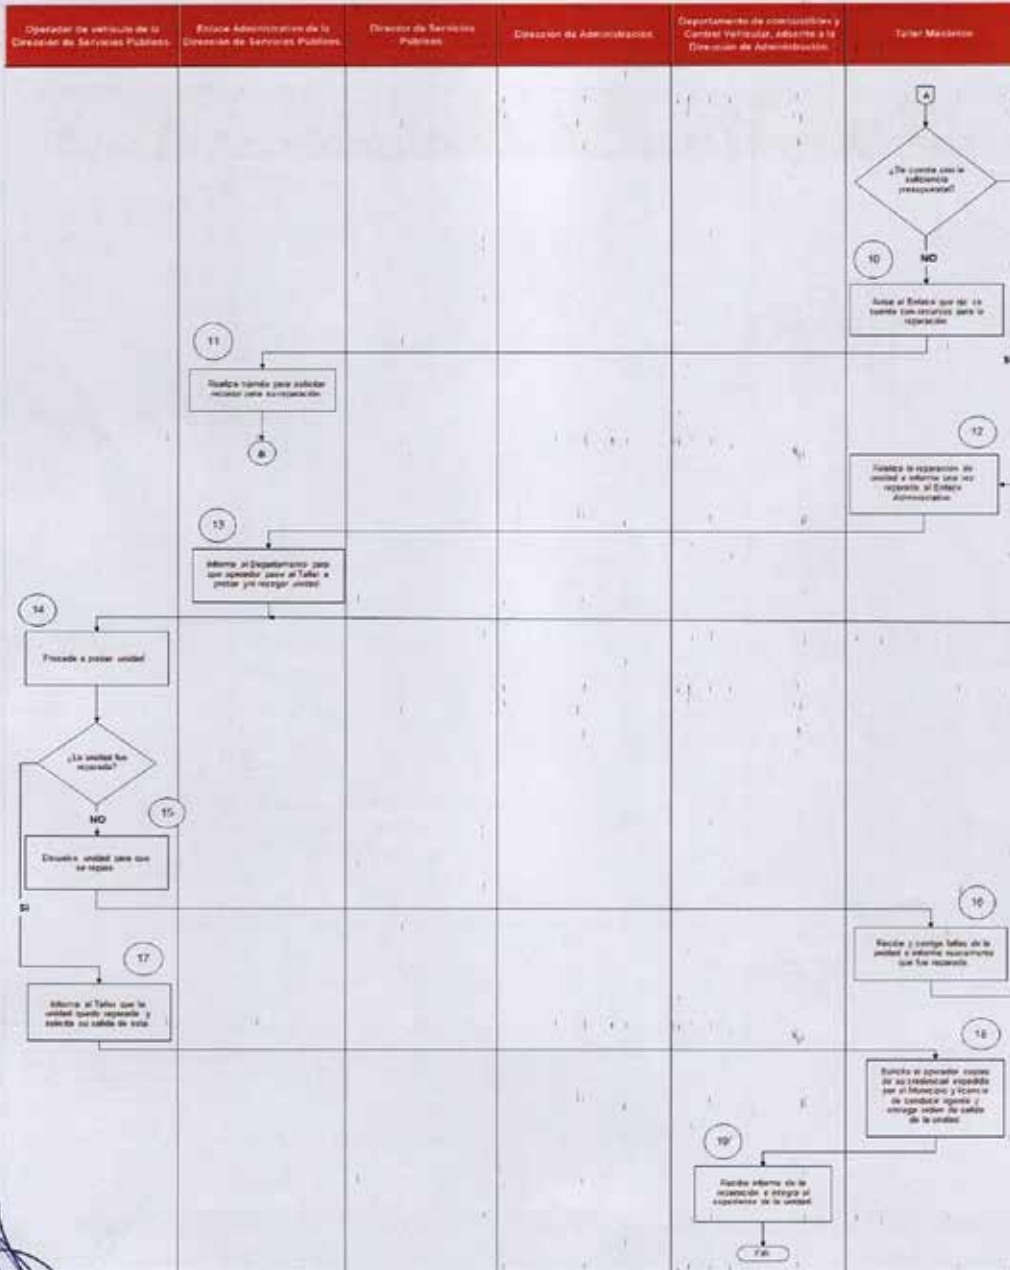 Operador de vehículo de la
Dirección de Servicios Públicos.
Enlace Administrativo de la
Dirección de Servicios Públicos.
Director de Servicios
Públicos.
Dirección de Administración.
Departamento de combustibles y
Control Vehicular, adscrito a la
Dirección de Administración.
Taller Mecánico
A
¿Se cuenta con la
suficiencia
presupuestal?
10
NO
Avisa al Enlace que no se
cuenta con recursos para la
reparación.
11
Realiza trámite para solicitar
recurso para su reparación.
12
Realiza la reparación de
unidad e informa una vez
reparada al Enlace
Administrativo.
13
Informa al Departamento para
que operador pase al Taller a
probar y/o recoger unidad.
14
Procede a probar unidad.
¿La unidad fue
reparada?
NO
15
Devuelve unidad para que
se repare.
SI
16
Recibe y corrige fallas de la
unidad e informa nuevamente
que fue reparada.
17
Informa al Taller que la
unidad quedo reparada y
solicita su salida de esta.
18
Solicita al operador copias
de su credencial expedida
por el Municipio y licencia
de conducir vigente y
entrega orden de salida
de la unidad.
19
Recibe informe de la
reparación e integra al
expediente de la unidad.
Fin